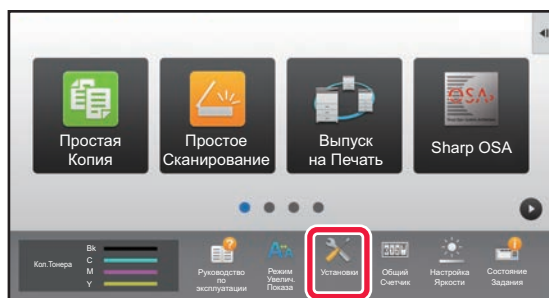 OSA
Простая
Копия
Простое
Сканирование
Выпуск
на Печать
Sharp OSA
Кол.Тонера
Bk
C
M
Y
Руководство
по
эксплуатации
Режим
Увелич.
Показа
Установки
Общий
Счетчик
Настройка
Яркости
Состояние
Задания